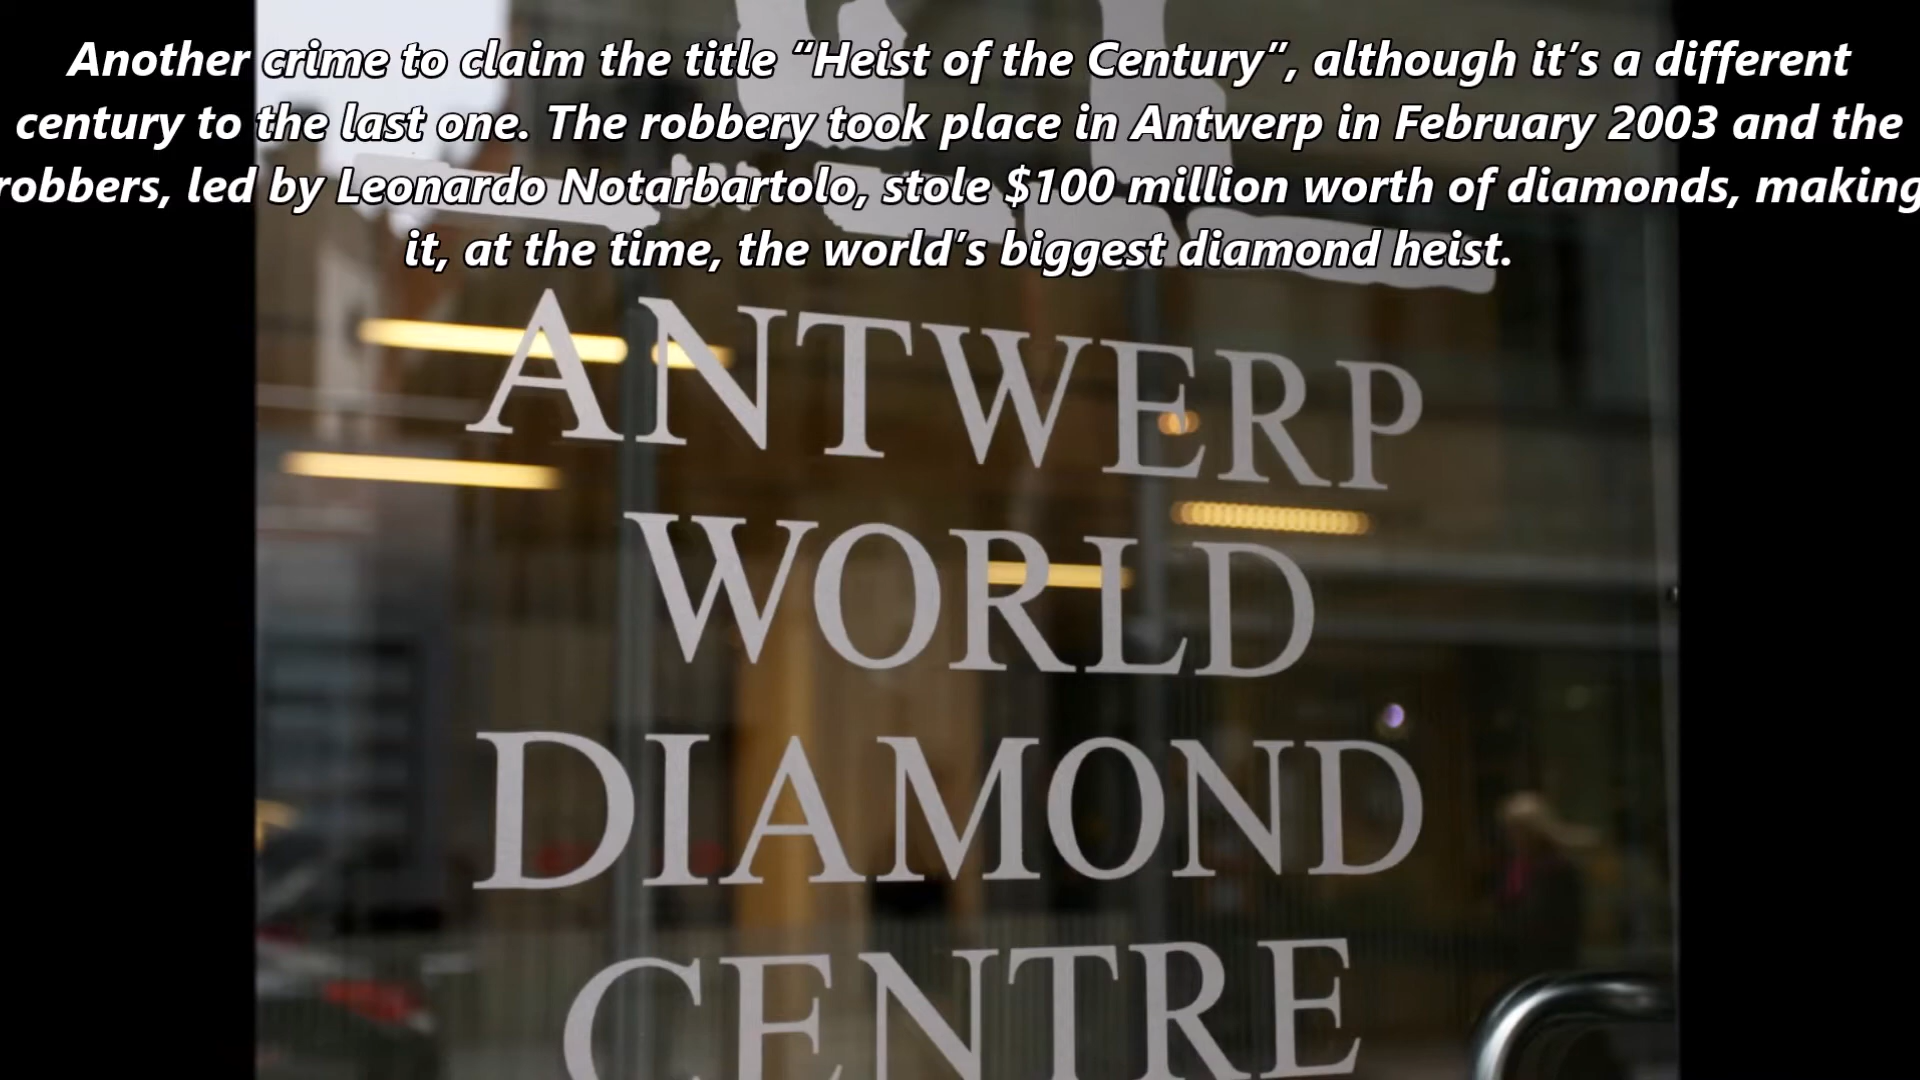 Another crime to claim the title “Heist of the Century”, although it’s a different
century to the last one. The robbery took place in Antwerp in February 2003 and the
robbers, led by Leonardo Notarbartolo, stole $100 million worth of diamonds, making
it, at the time, the world’s biggest diamond heist.
ANTWERP
WORLD
DIAMOND
CENTRE